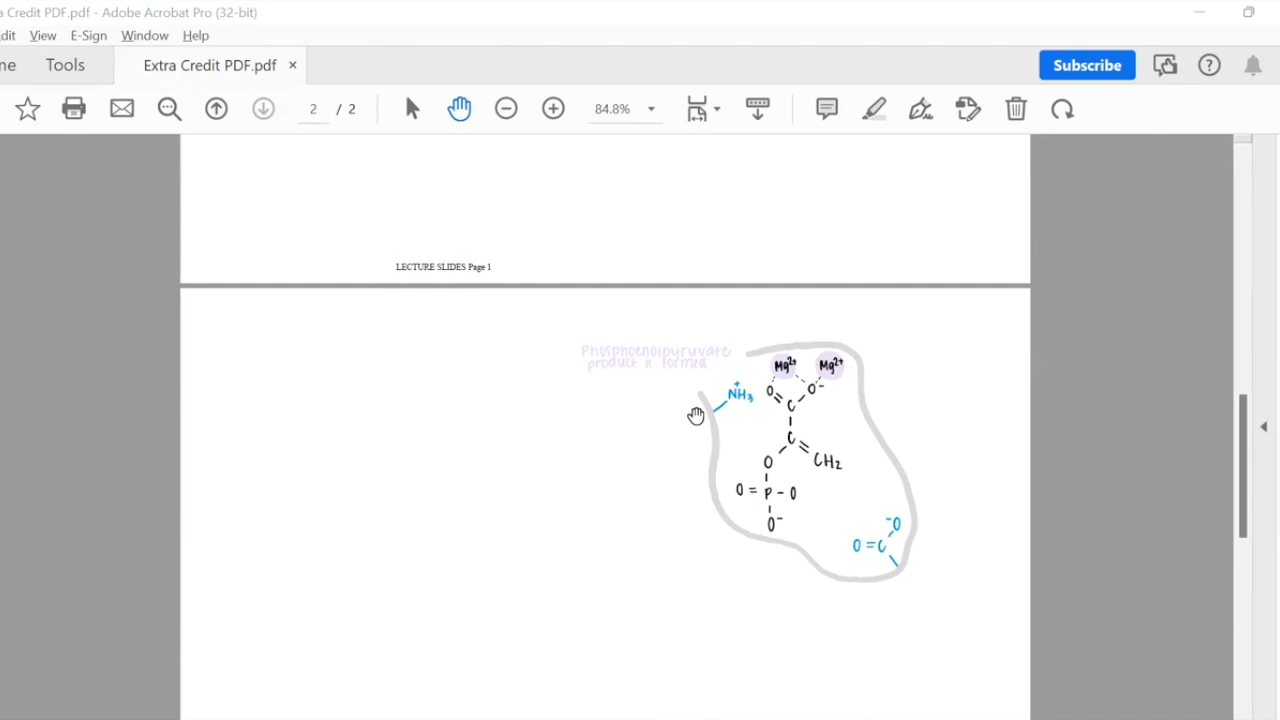 a Credit PDF.pdf - Adobe Acrobat Pro (32-bit)
dit View E-Sign Window Help
me Tools Extra Credit PDF.pdf × Subscribe
2 / 2 84.8%
LECTURE SLIDES Page 1
Phosphoenolpyruvate
product is formed
Mg2+ Mg2+
NH3+
O O-
C
C
O CH2
O = P - O
O-
-O
O = C